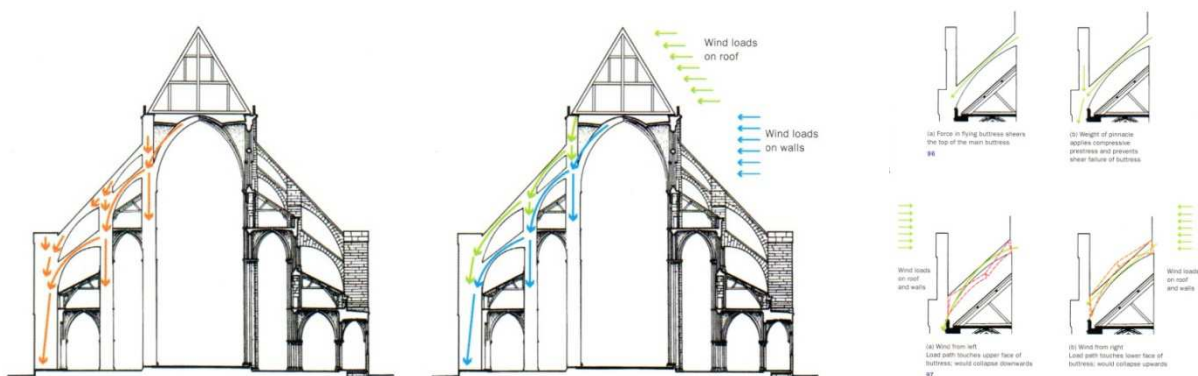 Wind loads
on roof
Wind loads
on walls
(a) Force in flying buttress sheers
the top of the main buttress
96
(b) Weight of pinnacle
applies compressive
prestress and prevents
shear failure of buttress
Wind loads
on roof
and walls
(a) Wind from left
Load path touches upper face of
buttress; would collapse downwards
97
Wind loads
on roof
and walls
(b) Wind from right
Load path touches lower face of
buttress; would collapse upwards